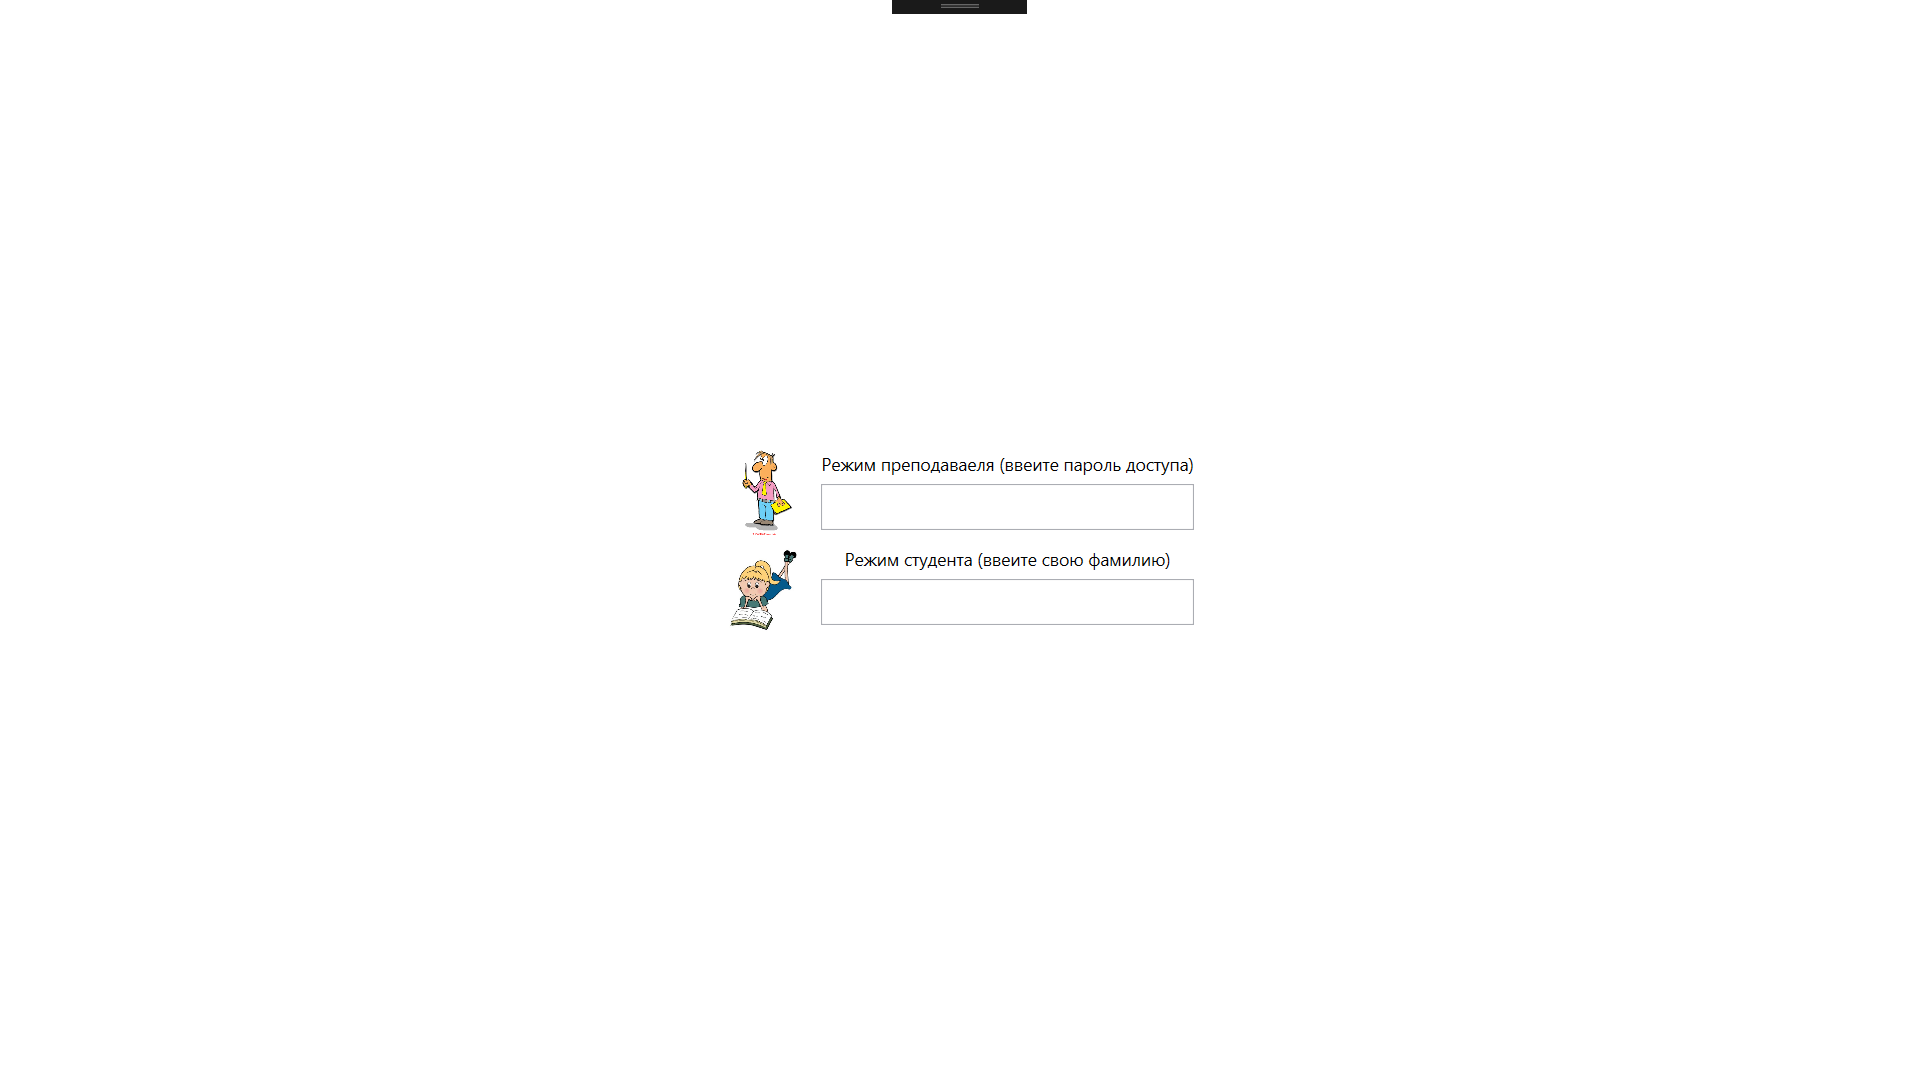 Режим преподаваеля (ввеите пароль доступа)
Режим студента (ввеите свою фамилию)